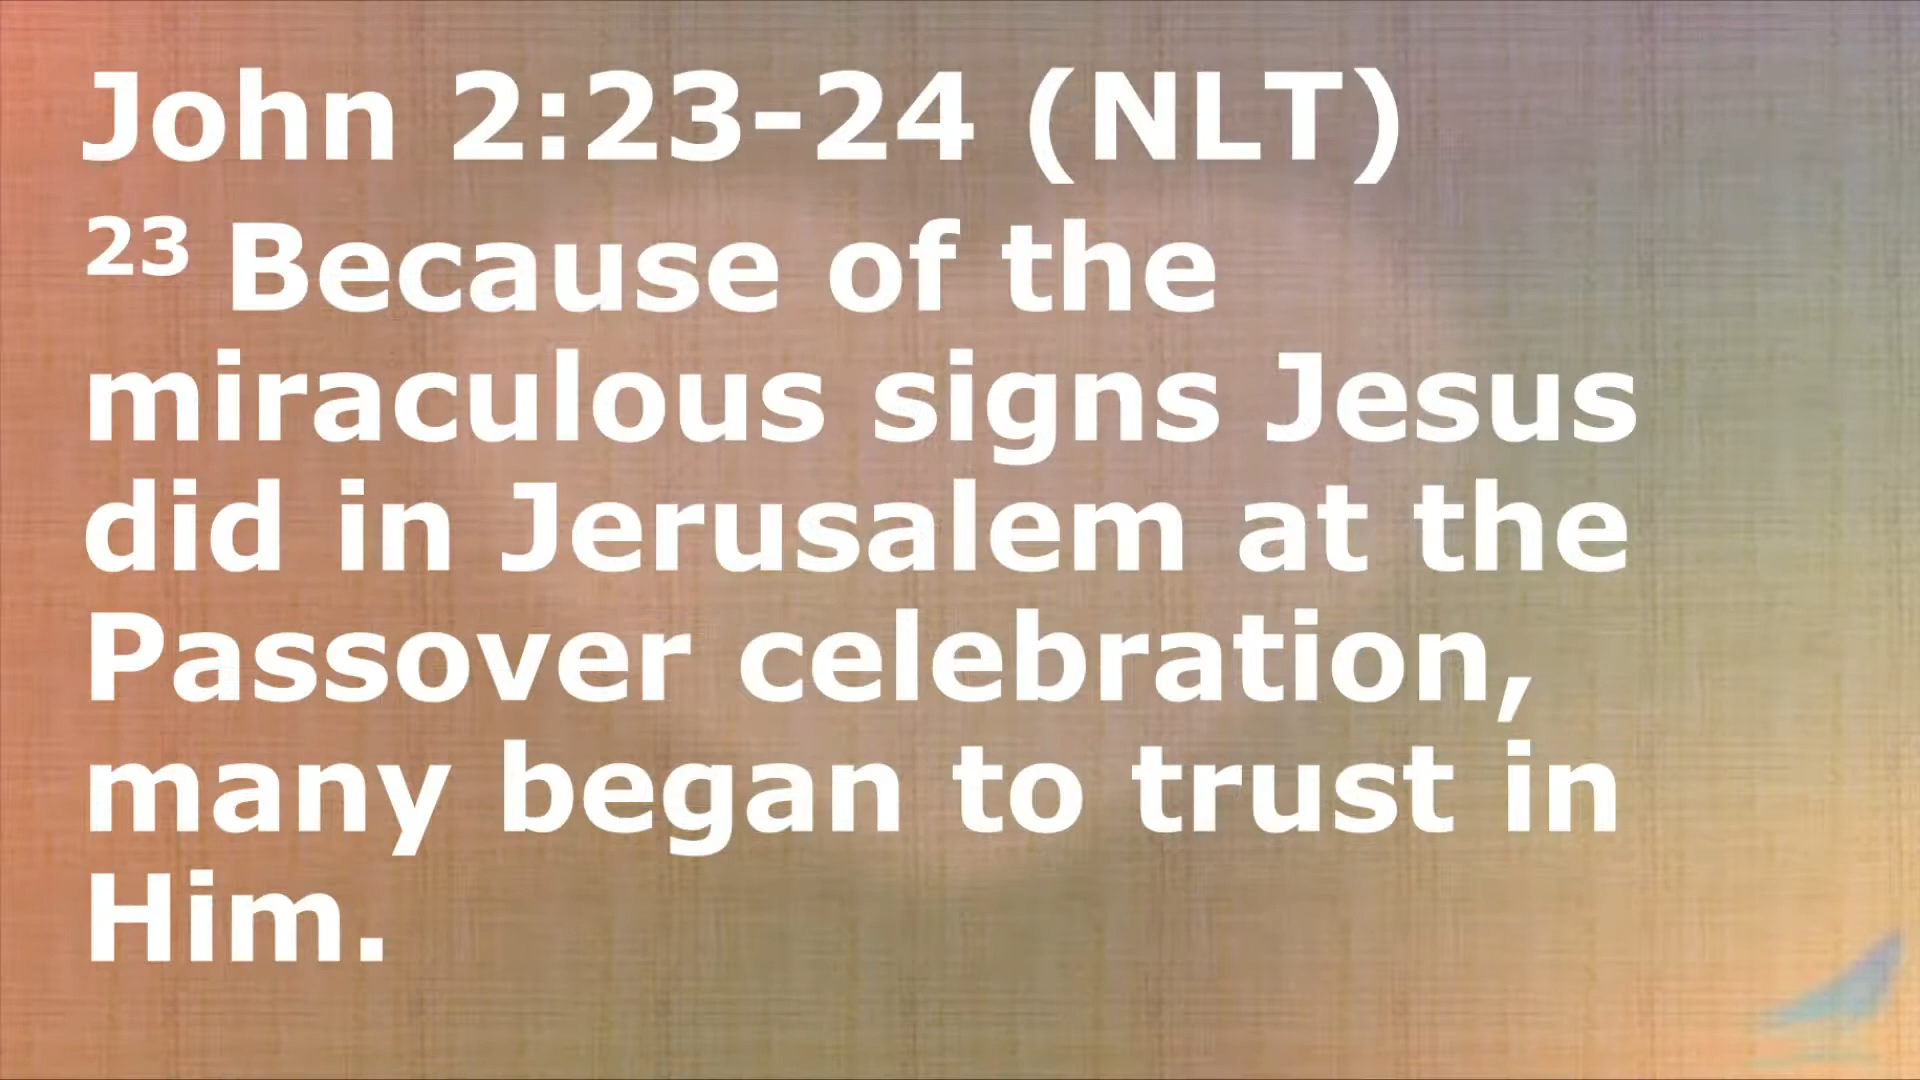 John 2:23-24 (NLT)
23 Because of the
miraculous signs Jesus
did in Jerusalem at the
Passover celebration,
many began to trust in
Him.